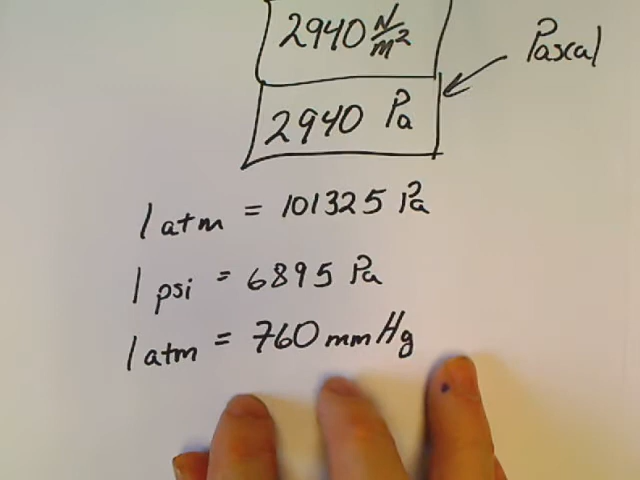 2940 N/m²
Pascal
2940 Pa
1 atm = 101325 Pa
1 psi = 6895 Pa
1 atm = 760 mmHg